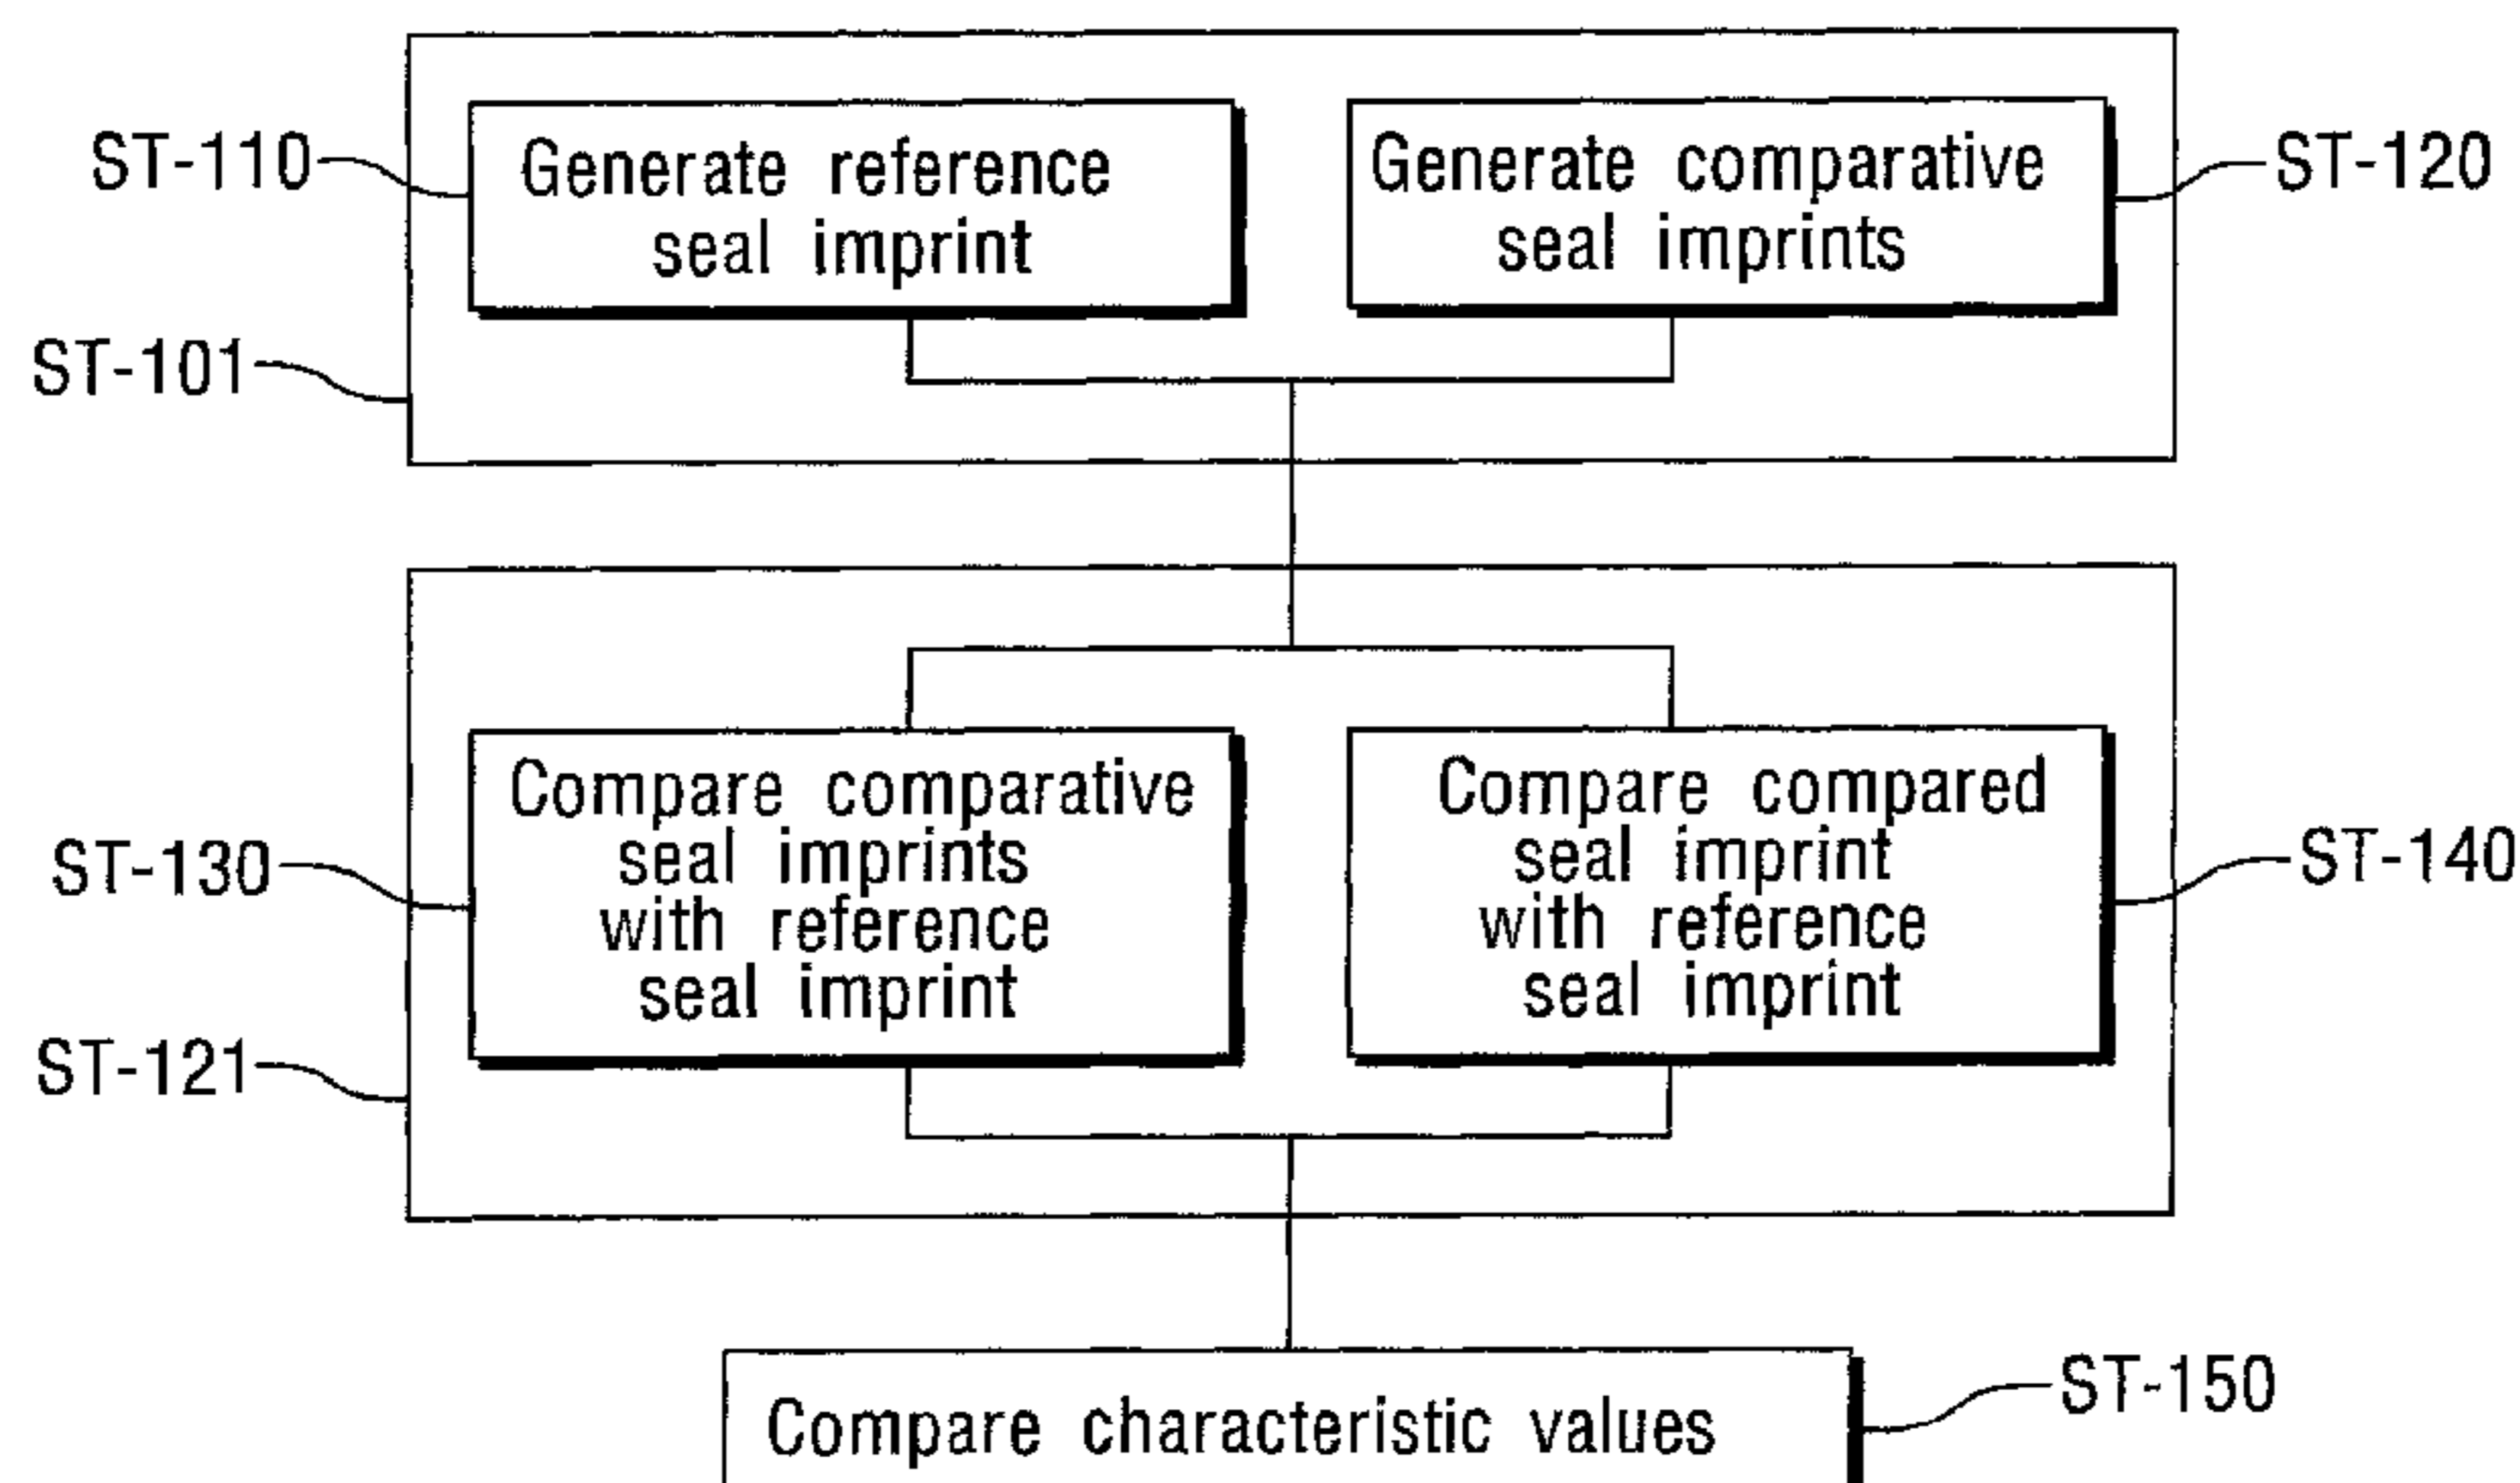 ST-110
Generate reference
seal imprint
Generate comparative
seal imprints
ST-120
ST-101
ST-130
Compare comparative
seal imprints
with reference
seal imprint
Compare compared
seal imprint
with reference
seal imprint
ST-140
ST-121
Compare characteristic values
ST-150